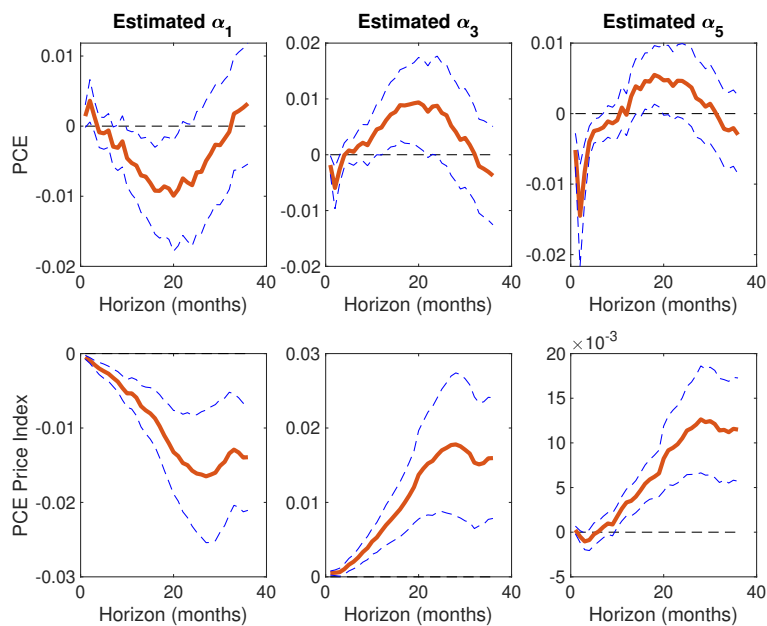 Estimated α1 Estimated α3 Estimated α5
PCE
0.01
0
-0.01
-0.02
0 20 40
Horizon (months)
0.02
0.01
0
-0.01
-0.02
0 20 40
Horizon (months)
0.01
0
-0.01
-0.02
0 20 40
Horizon (months)
PCE Price Index
0
-0.01
-0.02
-0.03
0 20 40
Horizon (months)
0.03
0.02
0.01
0
0 20 40
Horizon (months)
×10^-3
20
15
10
5
0
-5
0 20 40
Horizon (months)